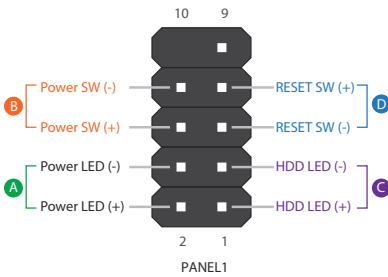 10 9
Power SW (-) RESET SW (+)
B D
Power SW (+) RESET SW (-)
Power LED (-) HDD LED (-)
A C
Power LED (+) HDD LED (+)
2 1
PANEL1